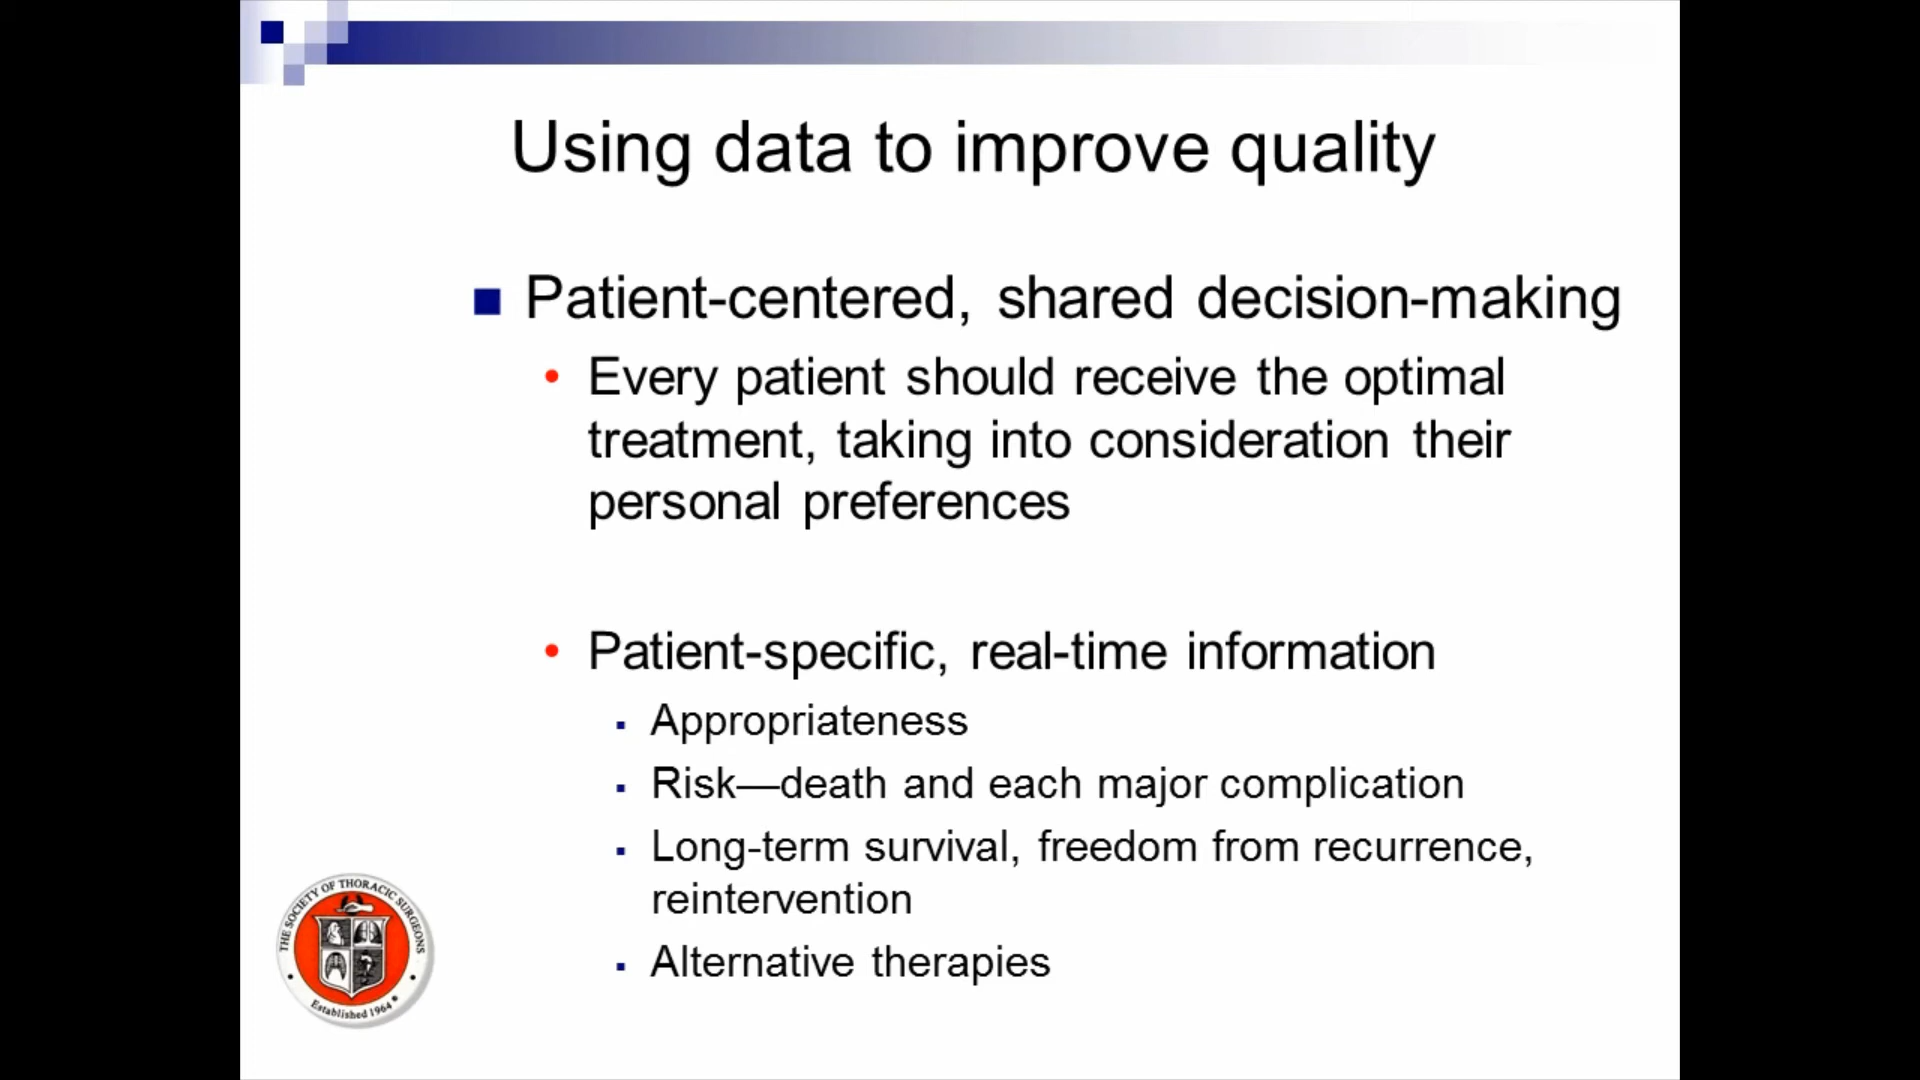 Using data to improve quality
Patient-centered, shared decision-making
Every patient should receive the optimal
treatment, taking into consideration their
personal preferences
Patient-specific, real-time information
Appropriateness
Risk—death and each major complication
Long-term survival, freedom from recurrence,
reintervention
Alternative therapies
THE SOCIETY OF THORACIC SURGEONS
Established 1964